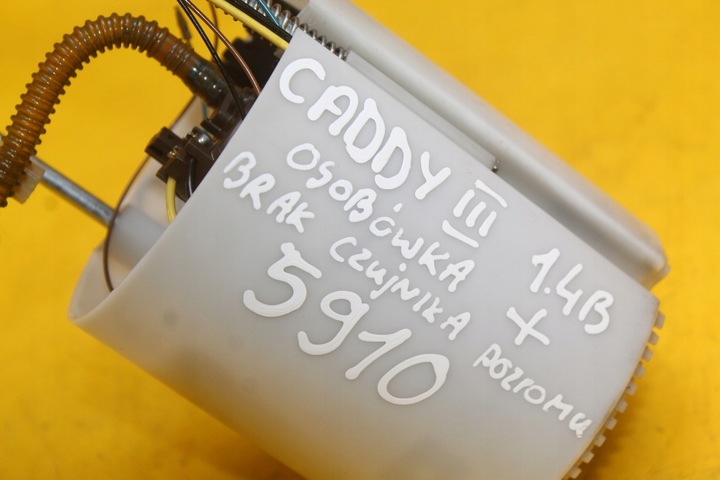 CADDY III 1.4B
OSOBÓWKA +
BRAK CZUJNIKA POZIOMU
5910